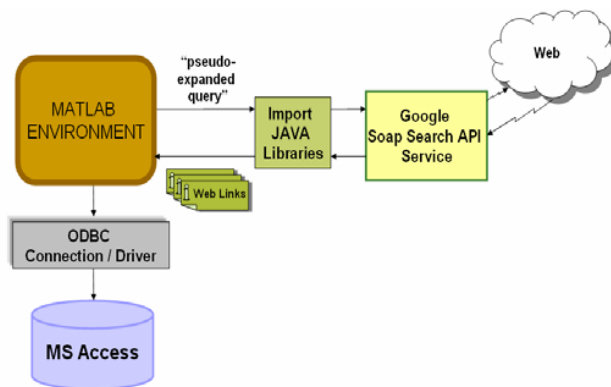 “pseudo-
expanded
query”
Web
MATLAB
ENVIRONMENT
Import
JAVA
Libraries
Google
Soap Search API
Service
Web Links
ODBC
Connection / Driver
MS Access